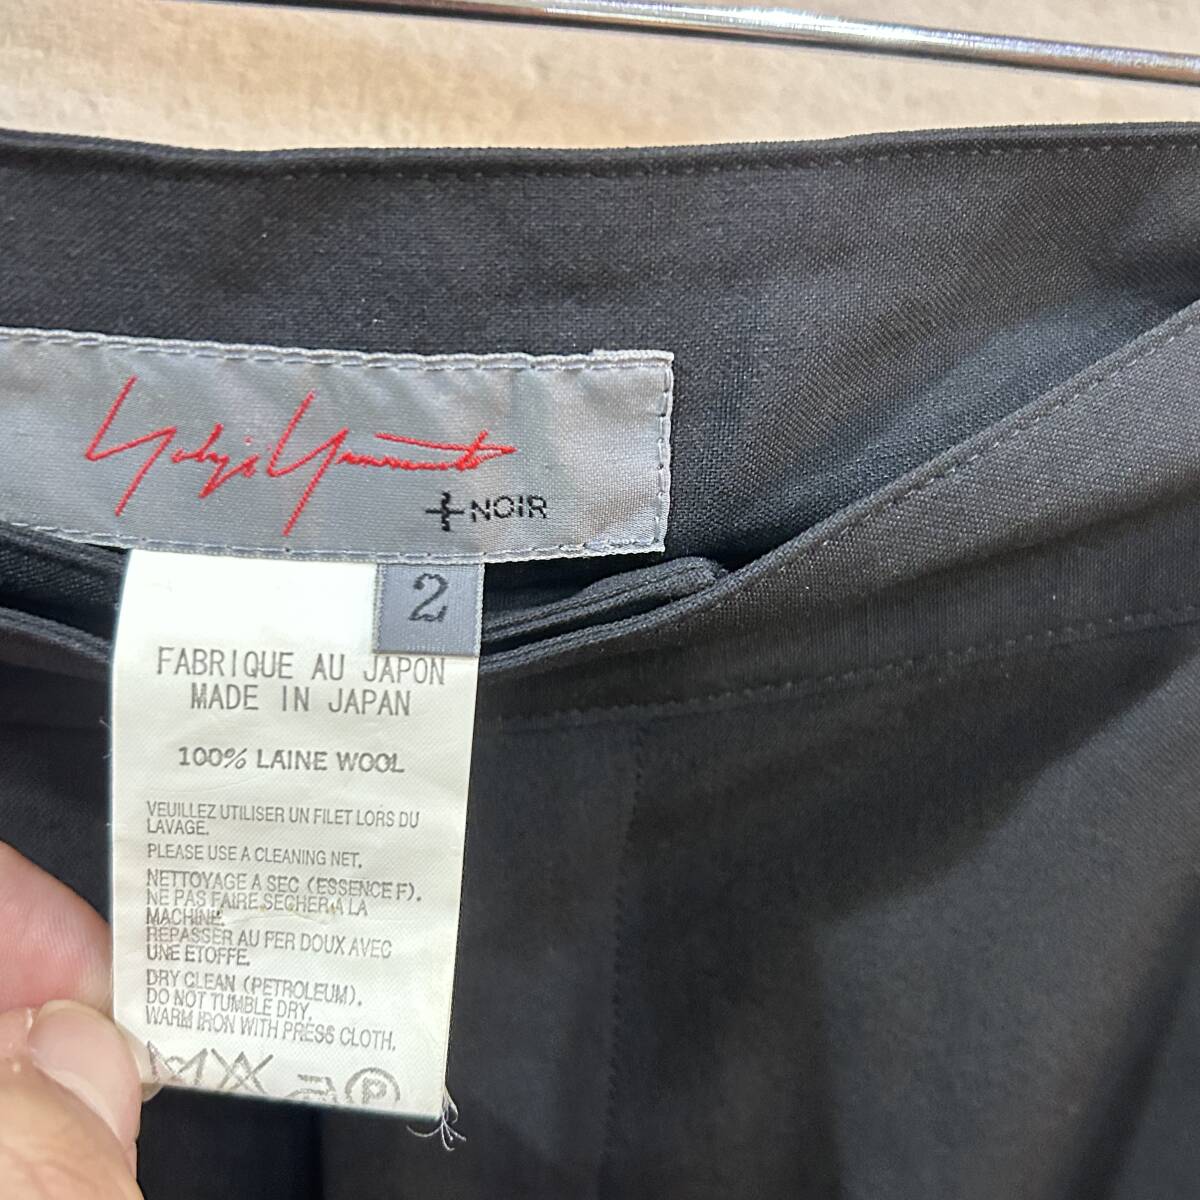 Yohji Yamamoto
+NOIR
2
FABRIQUE AU JAPON
MADE IN JAPAN
100% LAINE WOOL
VEUILLEZ UTILISER UN FILET LORS DU
LAVAGE.
PLEASE USE A CLEANING NET.
NETTOYAGE A SEC (ESSENCE F).
NE PAS FAIRE SECHER A LA
MACHINE.
REPASSER AU FER DOUX AVEC
UNE ETOFFE.
DRY CLEAN (PETROLEUM).
DO NOT TUMBLE DRY.
WARM IRON WITH PRESS CLOTH.
P